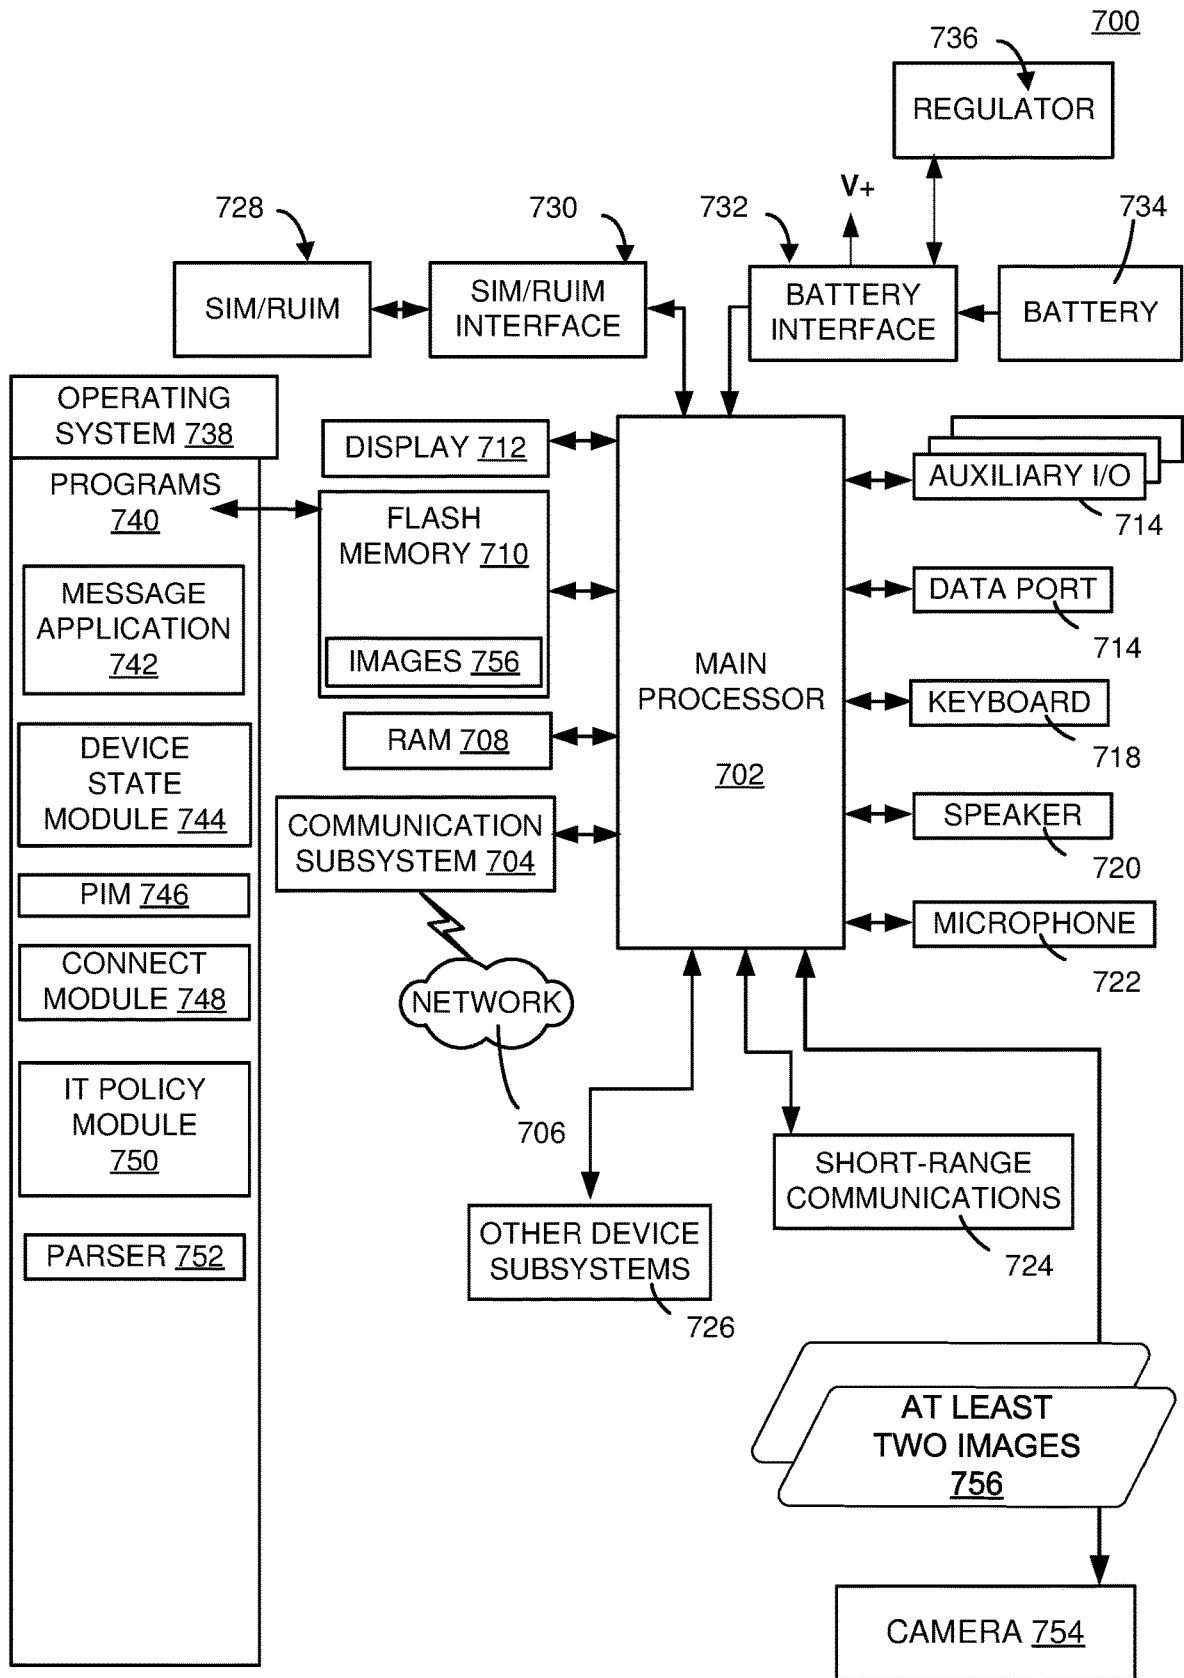 700
736
REGULATOR
V+
728
730
732
734
SIM/RUIM
SIM/RUIM
INTERFACE
BATTERY
INTERFACE
BATTERY
OPERATING
SYSTEM 738
PROGRAMS
740
MESSAGE
APPLICATION
742
DEVICE
STATE
MODULE 744
PIM 746
CONNECT
MODULE 748
IT POLICY
MODULE
750
PARSER 752
DISPLAY 712
FLASH
MEMORY 710
IMAGES 756
RAM 708
COMMUNICATION
SUBSYSTEM 704
NETWORK
706
MAIN
PROCESSOR
702
AUXILIARY I/O
714
DATA PORT
714
KEYBOARD
718
SPEAKER
720
MICROPHONE
722
SHORT-RANGE
COMMUNICATIONS
724
OTHER DEVICE
SUBSYSTEMS
726
AT LEAST
TWO IMAGES
756
CAMERA 754